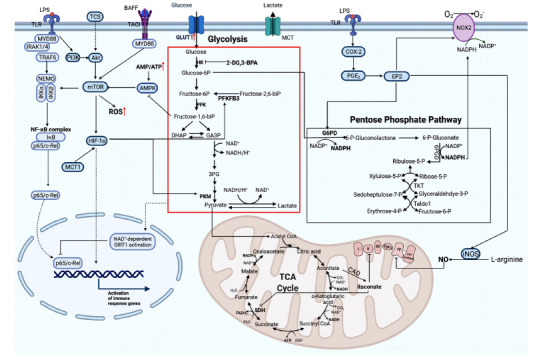 LPS
TCS
BAFF
Glucose
Lactate
LPS
TLR
TACI
GLUT1
MCT
TLR
O₂
O₂⁻
NOX2
MYD88
IRAK1/4
TRAF6
PI3K
Akt
MYD88
Glycolysis
COX-2
NADPH
NADP⁺
Glucose
HK
2-DG,3-BPA
AMP/ATP
PGE₂
EP2
Glucose-6P
NEMO
IKKα
IKKβ
mTOR
AMPK
Fructose-6P
Fructose-2,6-biP
PFKFB3
PFK
ROS
Fructose-1,6-biP
Pentose Phosphate Pathway
NF-κB complex
IκB
p65/c-Rel
HIF-1α
DHAP
GA3P
G6PD
6-P-Gluconolactone
6-P-Gluconate
NADP⁺
NADPH
NAD⁺
NADH/H⁺
6PGD
NADP⁺
NADPH
Ribulose-5-P
MCT1
3PG
Xylulose-5-P
Ribose-5-P
TKT
p65/c-Rel
PKM
NADH/H⁺
NAD⁺
Sedoheptulose-7-P
Glyceraldehyde-3-P
Taldo1
Pyruvate
Lactate
Erythrose-4-P
Fructose-6-P
NAD⁺-dependent
SIRT1 activation
Acetyl CoA
Oxaloacetate
Citric acid
NO
NOS
L-arginine
p65/c-Rel
Malate
TCA
Cycle
Aconitate
CAD
Itaconate
Activation
of immune
response genes
Fumarate
SDH
α-Ketoglutaric
acid
Succinate
Succinyl CoA
ATP
ADP